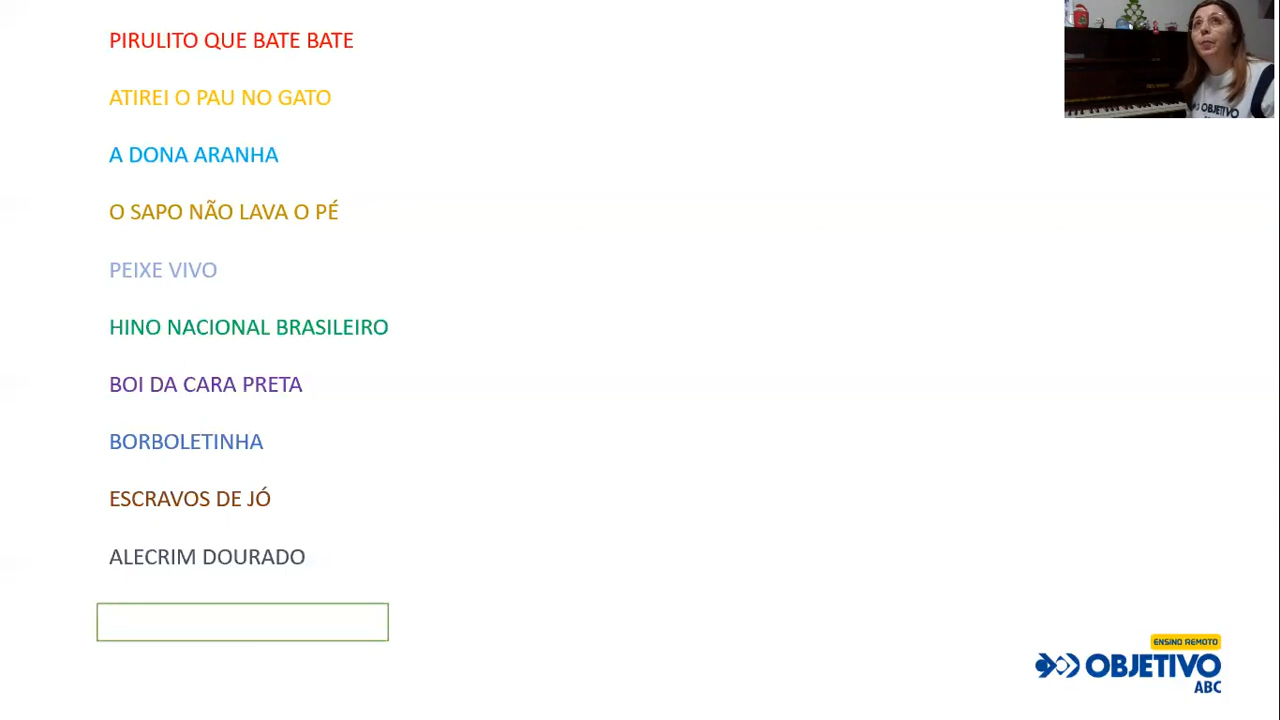 PIRULITO QUE BATE BATE
ATIREI O PAU NO GATO
A DONA ARANHA
O SAPO NÃO LAVA O PÉ
PEIXE VIVO
HINO NACIONAL BRASILEIRO
BOI DA CARA PRETA
BORBOLETINHA
ESCRAVOS DE JÓ
ALECRIM DOURADO
OBJETIVO
ENSINO REMOTO
OBJETIVO
ABC